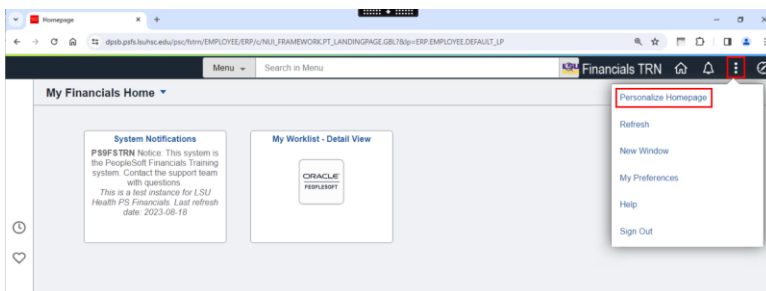 Homepage
dpsb.psfs.lsuhsc.edu/psc/fstrn/EMPLOYEE/ERP/c/NUI_FRAMEWORK.PT_LANDINGPAGE.GBL?&lp=ERP.EMPLOYEE.DEFAULT_LP
Menu
Search in Menu
LSU Financials TRN
My Financials Home
Personalize Homepage
Refresh
New Window
My Preferences
Help
Sign Out
System Notifications
PS9FSTRN Notice: This system is
the PeopleSoft Financials Training
system. Contact the support team
with questions.
This is a test instance for LSU
Health PS Financials. Last refresh
date: 2023-08-18
My Worklist - Detail View
ORACLE
PEOPLESOFT